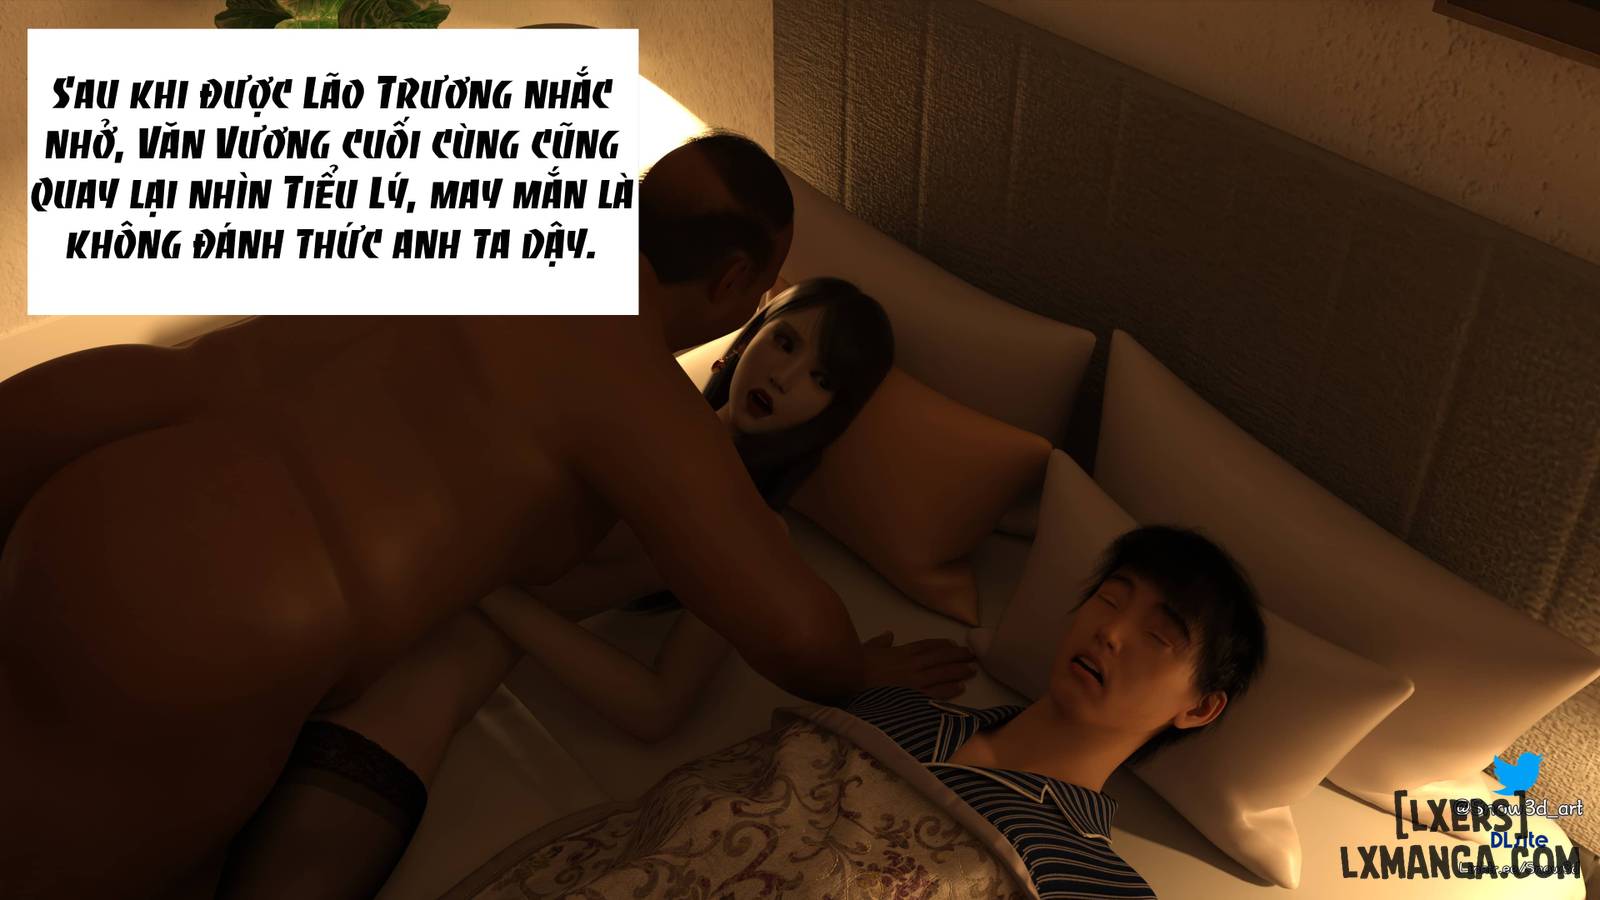 SAU KHI ĐƯỢC LÃO TRƯƠNG NHẮC
NHỞ, VĂN VƯƠNG CUỐI CÙNG CŨNG
QUAY LẠI NHÌN TIỂU LÝ, MAY MẮN LÀ
KHÔNG ĐÁNH THỨC ANH TA DẬY.
@Snow3d_art
[LXERS]
LXMANGA.COM